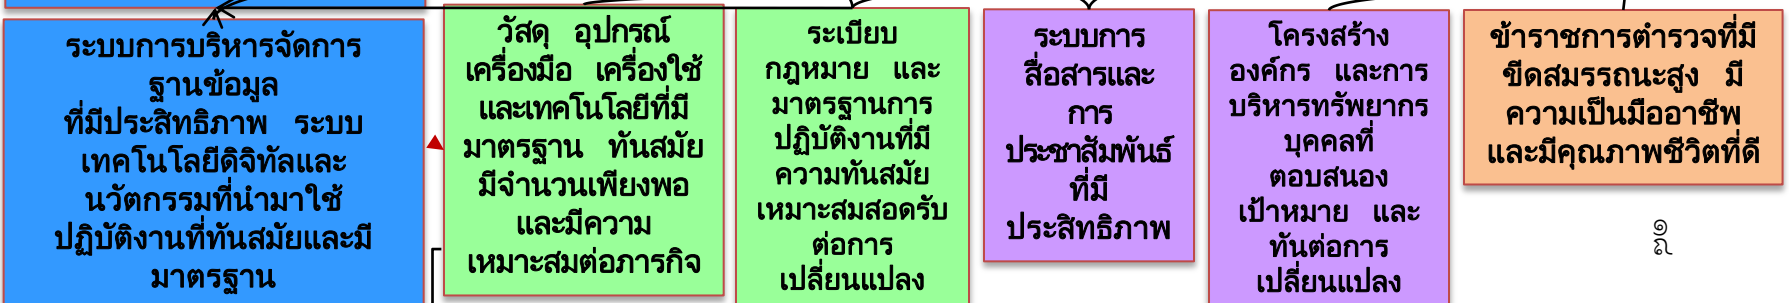 ระบบการบริหารจัดการ
ฐานข้อมูล
ที่มีประสิทธิภาพ ระบบ
เทคโนโลยีดิจิทัลและ
นวัตกรรมที่นำมาใช้
ปฏิบัติงานที่ทันสมัยและมี
มาตรฐาน
วัสดุ อุปกรณ์
เครื่องมือ เครื่องใช้
และเทคโนโลยีที่มี
มาตรฐาน ทันสมัย
มีจำนวนเพียงพอ
และมีความ
เหมาะสมต่อภารกิจ
ระเบียบ
กฎหมาย และ
มาตรฐานการ
ปฏิบัติงานที่มี
ความทันสมัย
เหมาะสมสอดรับ
ต่อการ
เปลี่ยนแปลง
ระบบการ
สื่อสารและ
การ
ประชาสัมพันธ์
ที่มี
ประสิทธิภาพ
โครงสร้าง
องค์กร และการ
บริหารทรัพยากร
บุคคลที่
ตอบสนอง
เป้าหมาย และ
ทันต่อการ
เปลี่ยนแปลง
ข้าราชการตำรวจที่มี
ขีดสมรรถนะสูง มี
ความเป็นมืออาชีพ
และมีคุณภาพชีวิตที่ดี
๑
๔